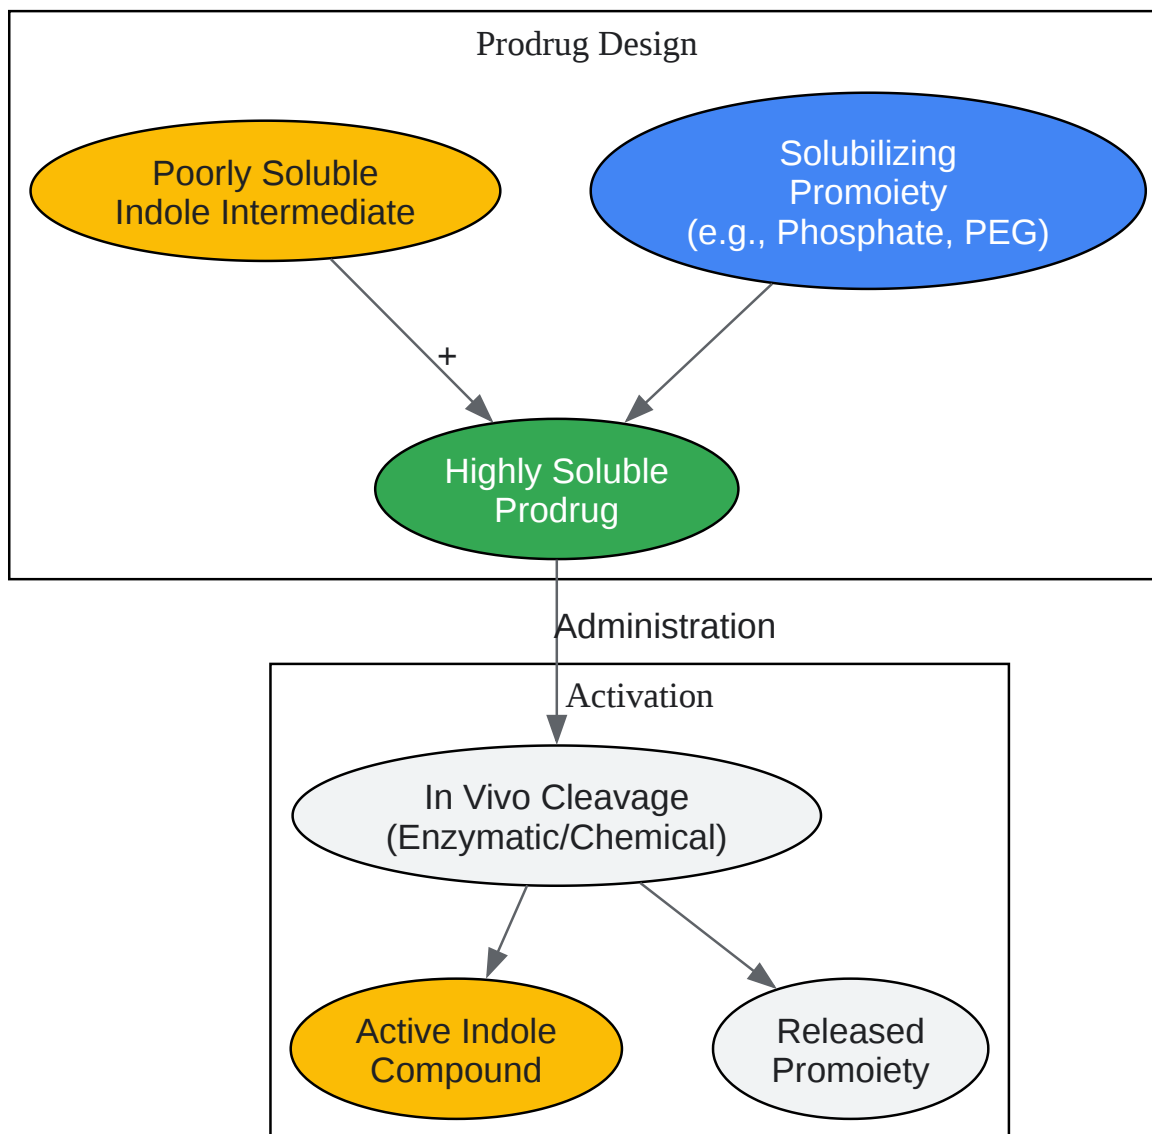 Prodrug Design
Poorly Soluble
Indole Intermediate
Solubilizing
Promoiety
(e.g., Phosphate, PEG)
+
Highly Soluble
Prodrug
Administration
Activation
In Vivo Cleavage
(Enzymatic/Chemical)
Active Indole
Compound
Released
Promoiety